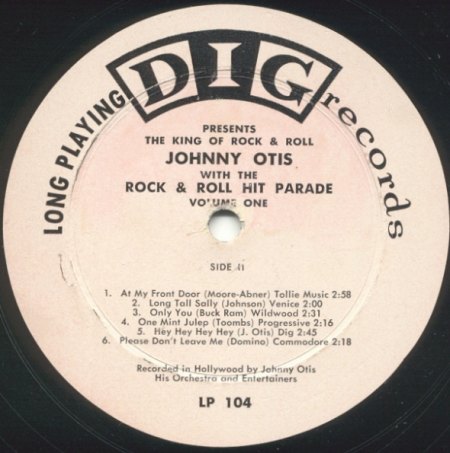 LONG PLAYING
DIG
records
PRESENTS
THE KING OF ROCK & ROLL
JOHNNY OTIS
WITH THE
ROCK & ROLL HIT PARADE
VOLUME ONE
SIDE II
1. At My Front Door (Moore-Abner) Tollie Music 2:58
2. Long Tall Sally (Johnson) Venice 2:00
3. Only You (Buck Ram) Wildwood 3:01
4. One Mint Julep (Toombs) Progressive 2:16
5. Hey Hey Hey Hey (J. Otis) Dig 2:45
6. Please Don't Leave Me (Domino) Commodore 2:18
Recorded in Hollywood by Johnny Otis
His Orchestra and Entertainers
LP 104